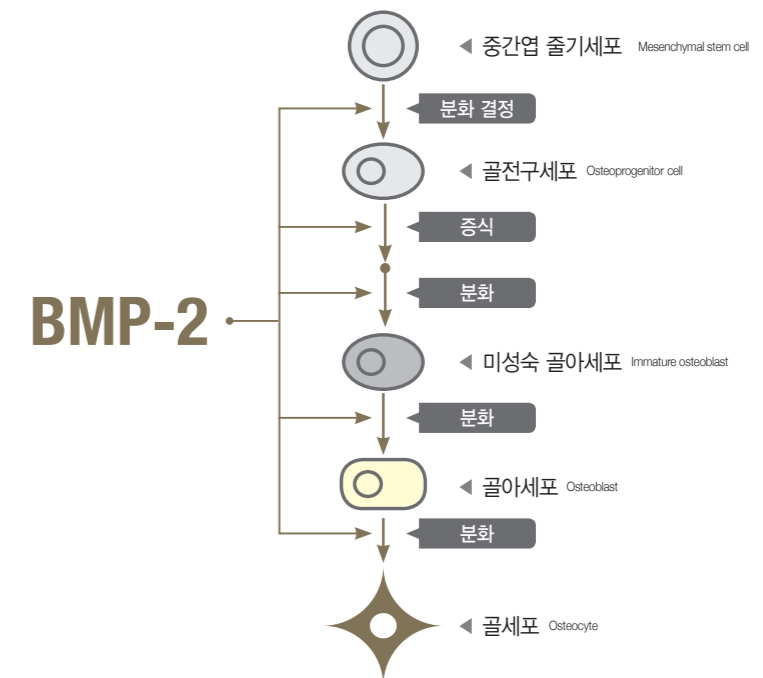 중간엽 줄기세포 Mesenchymal stem cell
분화 결정
골전구세포 Osteoprogenitor cell
증식
분화
BMP-2
미성숙 골아세포 Immature osteoblast
분화
골아세포 Osteoblast
분화
골세포 Osteocyte